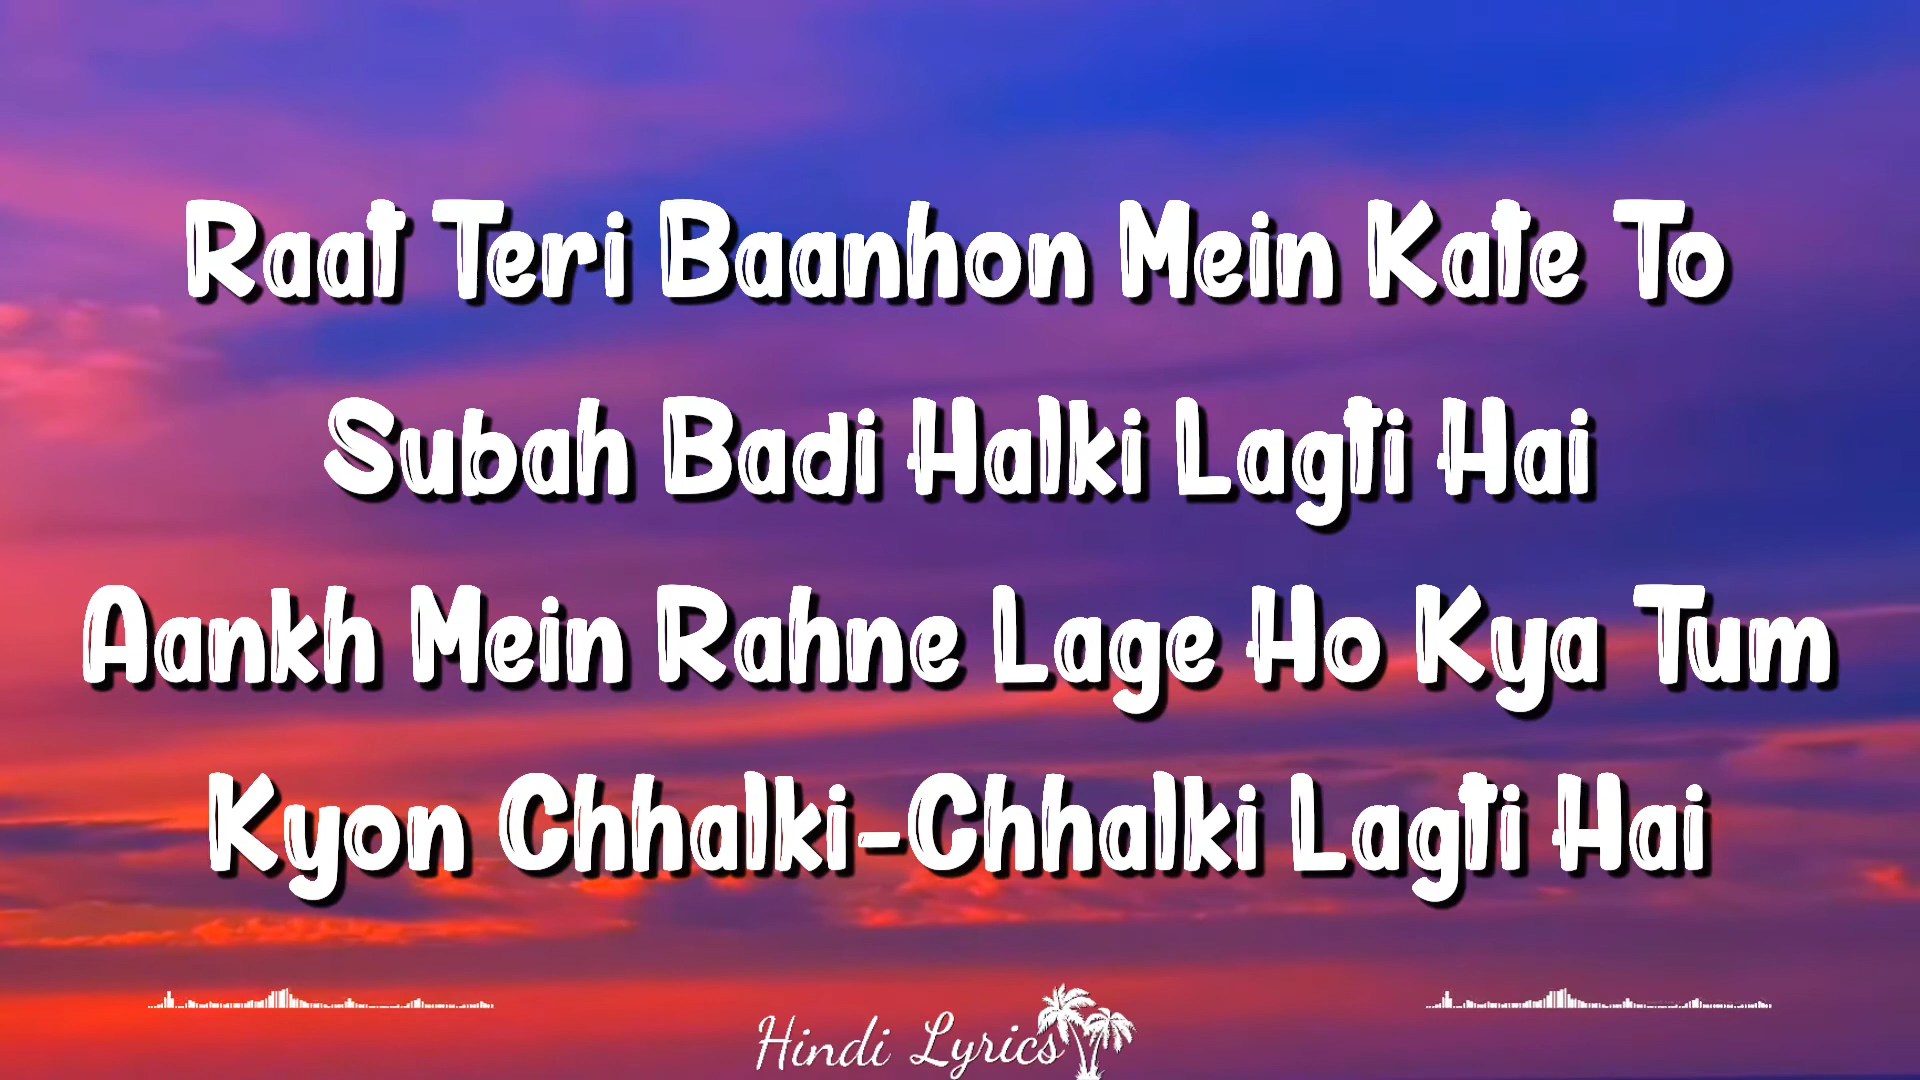 Raat Teri Baanhon Mein Kate To
Subah Badi Halki Lagti Hai
Aankh Mein Rahne Lage Ho Kya Tum
Kyon Chhalki-Chhalki Lagti Hai
Hindi Lyrics